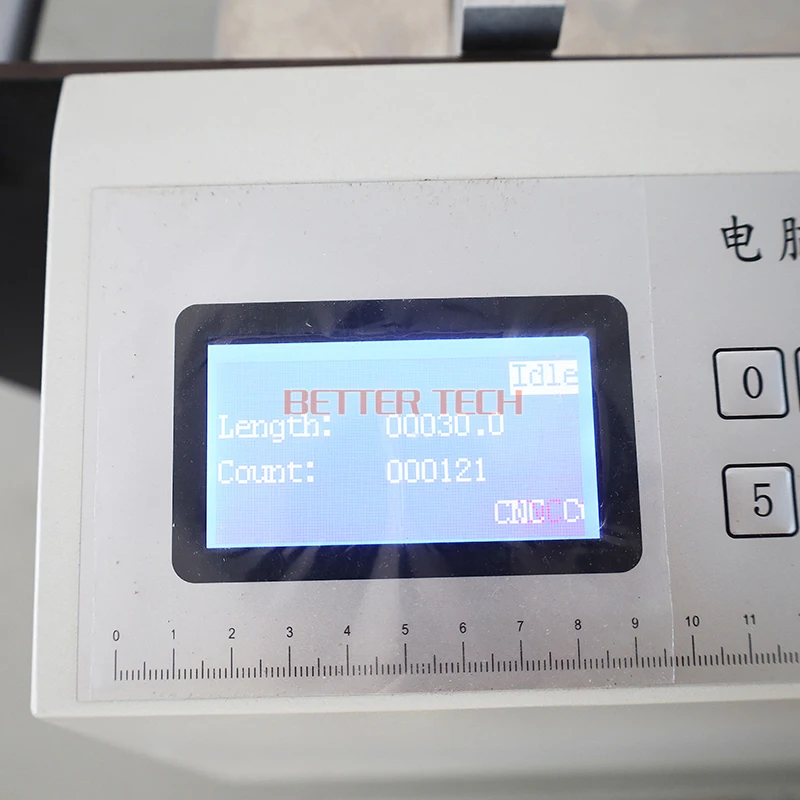 电
Idle
BETTER TECH
Length: 00030.0
Count: 000121
CNC
0
5
0 1 2 3 4 5 6 7 8 9 10 11